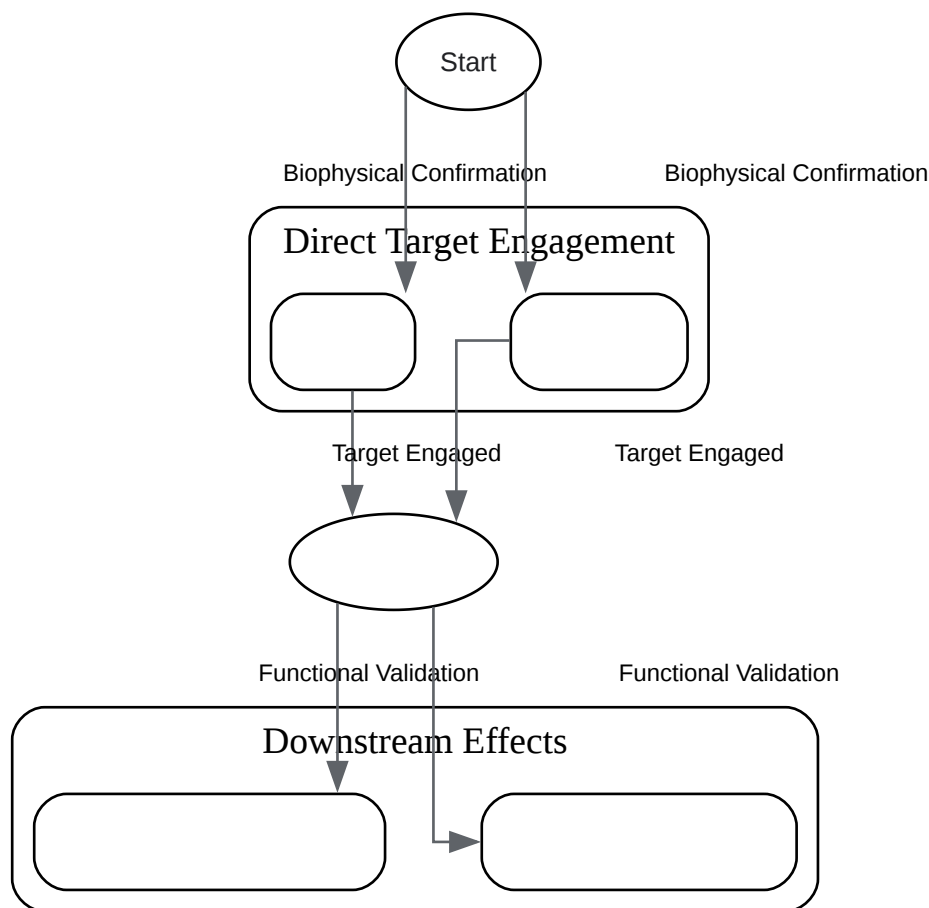 Start
Biophysical Confirmation
Biophysical Confirmation
Direct Target Engagement
Target Engaged
Target Engaged
Functional Validation
Functional Validation
Downstream Effects